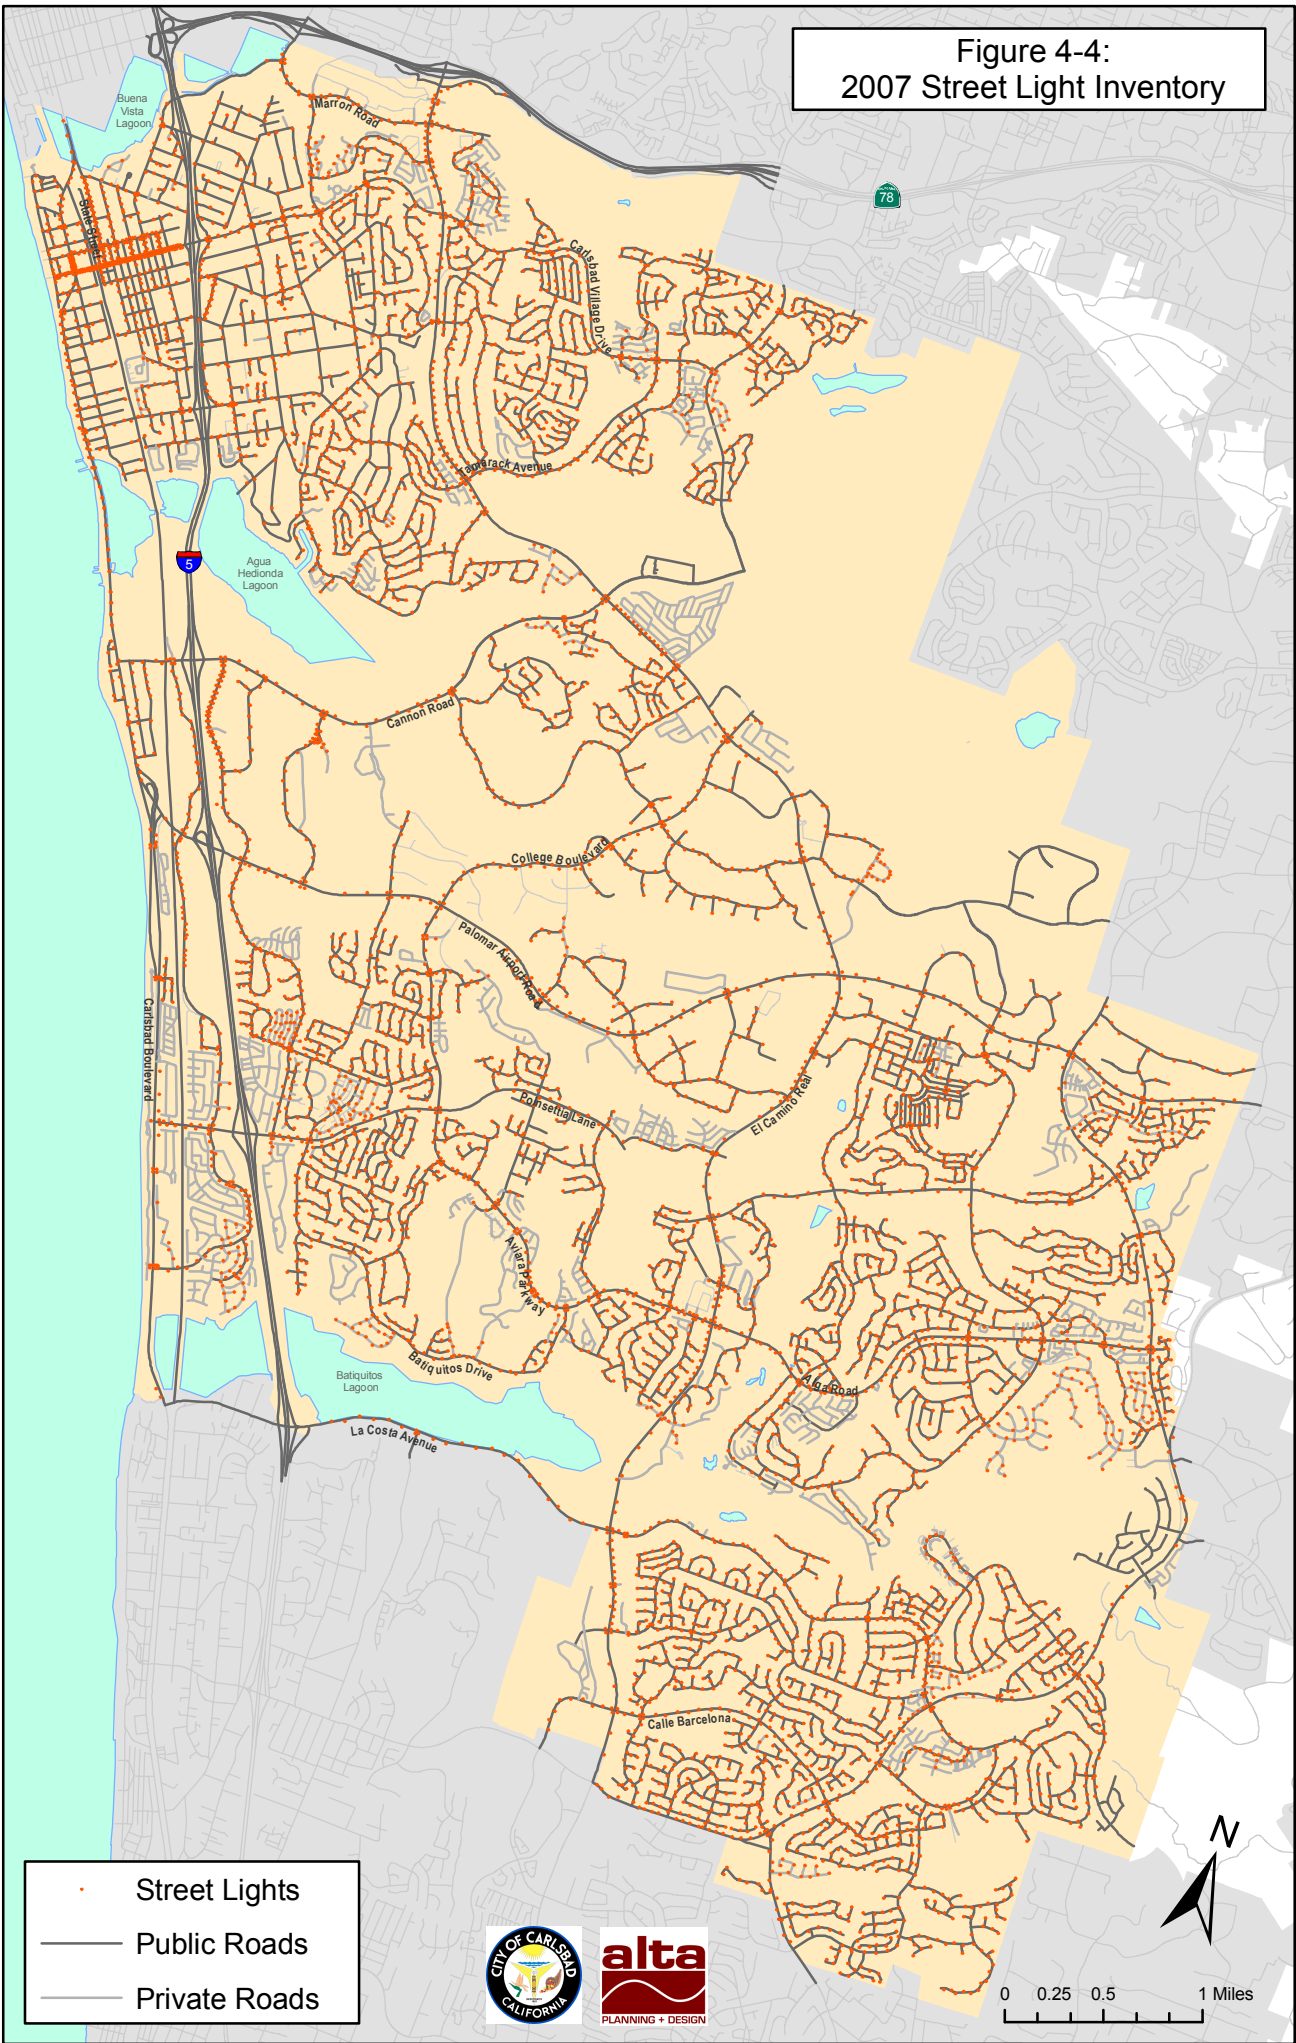 Figure 4-4:
2007 Street Light Inventory
Buena
Vista
Lagoon
Marron Road
78
State Street
Carlsbad Village Drive
Tamarack Avenue
5
Agua
Hedionda
Lagoon
Cannon Road
College Boulevard
Palomar Airport Road
Carlsbad Boulevard
Poinsettia Lane
El Camino Real
Aviara Parkway
Batiquitos Drive
Batiquitos
Lagoon
Alga Road
La Costa Avenue
Calle Barcelona
N
Street Lights
Public Roads
Private Roads
CITY OF CARLSBAD
CALIFORNIA
alta
PLANNING + DESIGN
0 0.25 0.5 1 Miles